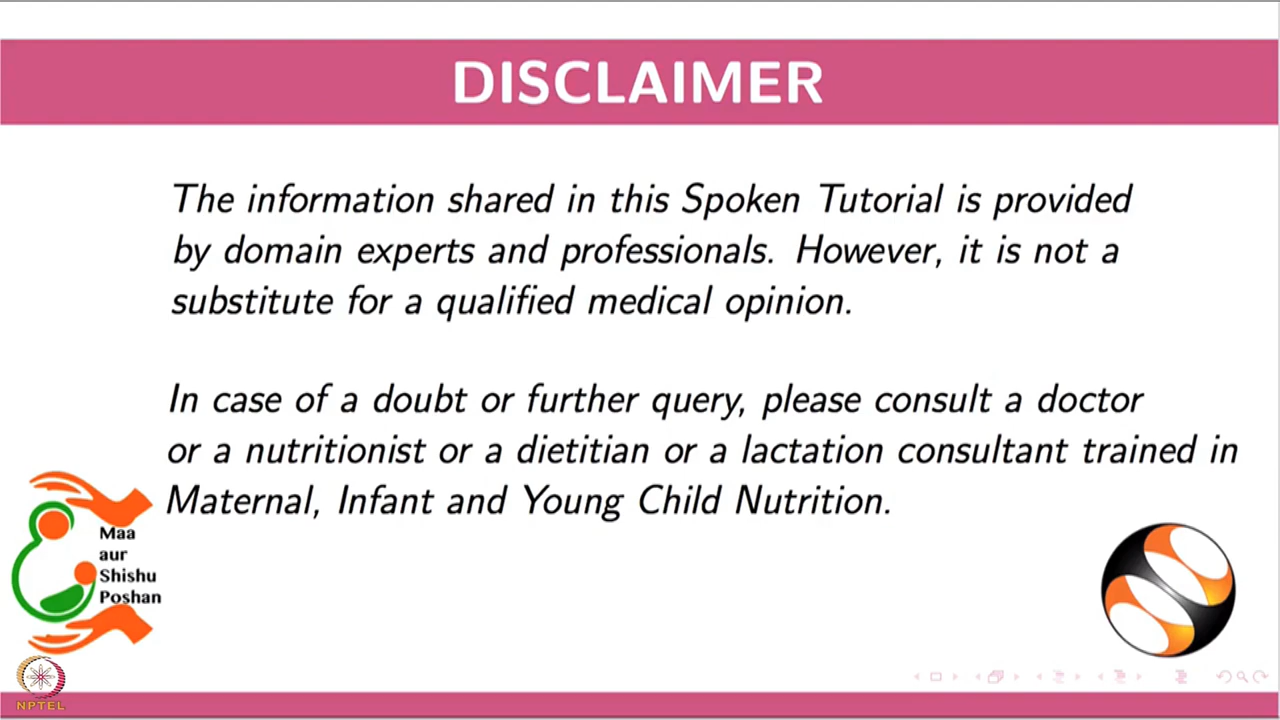 DISCLAIMER
The information shared in this Spoken Tutorial is provided
by domain experts and professionals. However, it is not a
substitute for a qualified medical opinion.
In case of a doubt or further query, please consult a doctor
or a nutritionist or a dietitian or a lactation consultant trained in
Maternal, Infant and Young Child Nutrition.
Maa
aur
Shishu
Poshan
NPTEL